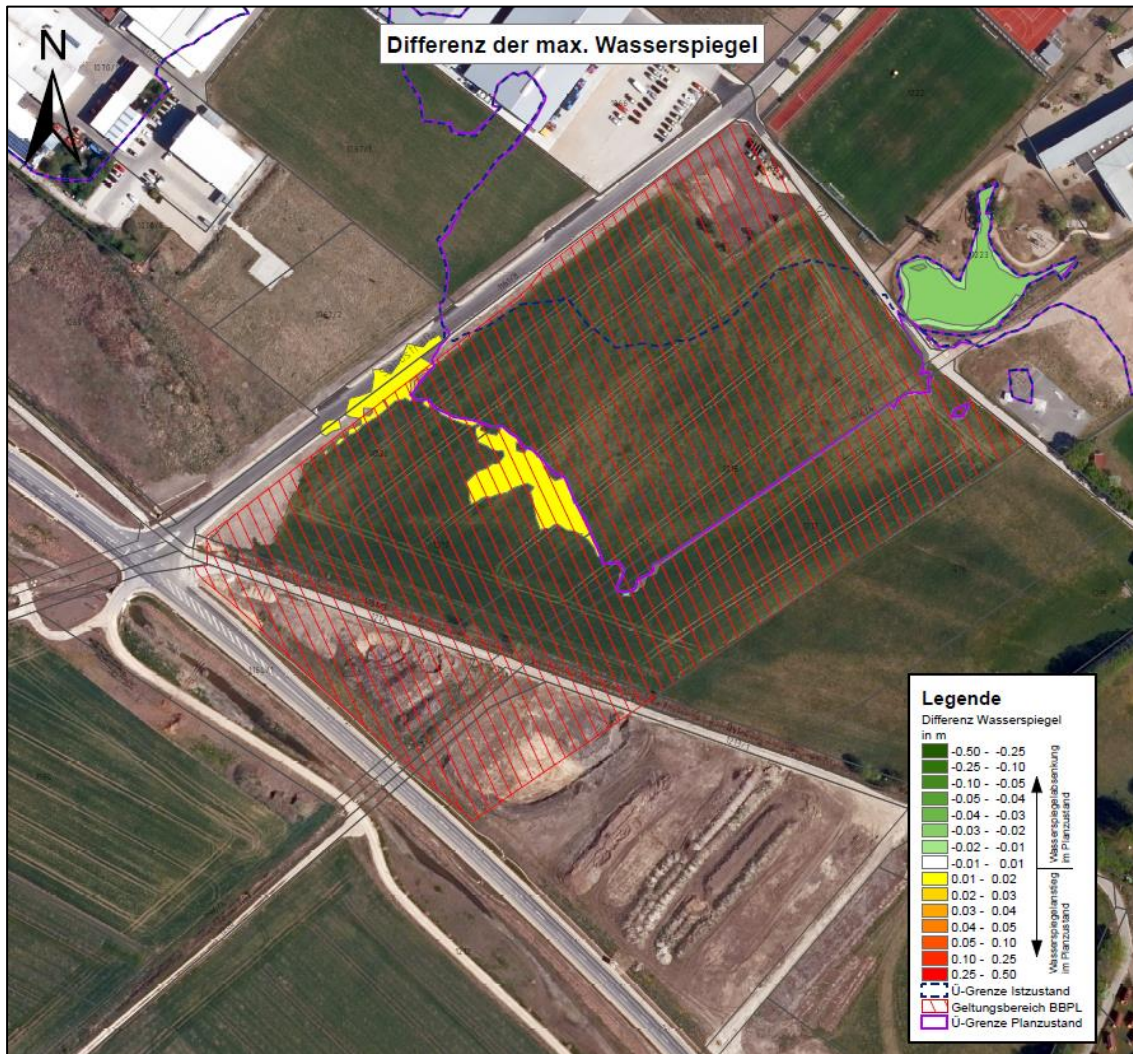 Differenz der max. Wasserspiegel
N
Legende
Differenz Wasserspiegel
in m
-0.50 - -0.25
-0.25 - -0.10
-0.10 - -0.05
-0.05 - -0.04
-0.04 - -0.03
-0.03 - -0.02
-0.02 - -0.01
-0.01 - 0.01
0.01 - 0.02
0.02 - 0.03
0.03 - 0.04
0.04 - 0.05
0.05 - 0.10
0.10 - 0.25
0.25 - 0.50
Wasserspiegelabsenkung
im Planzustand
Wasserspiegelanstieg
im Planzustand
Ü-Grenze Istzustand
Geltungsbereich BBPL
Ü-Grenze Planzustand